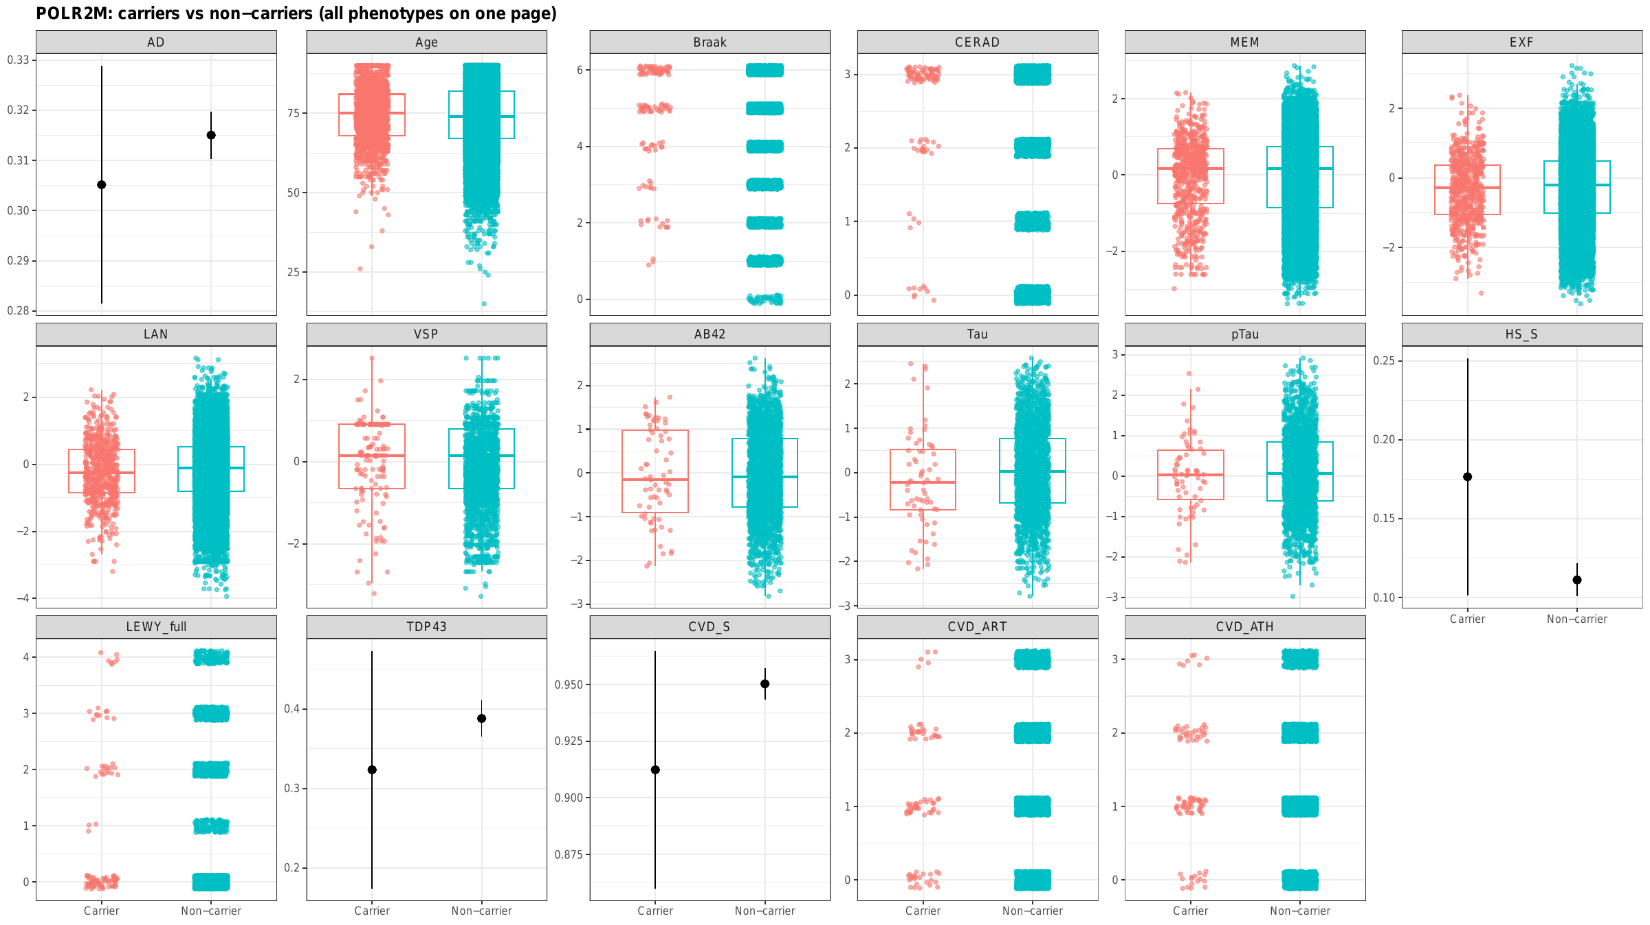 POLR2M: carriers vs non−carriers (all phenotypes on one page)
AD
Age
Braak
CERAD
MEM
EXF
0.33
0.32
0.31
0.30
0.29
0.28
75
50
25
6
4
2
0
3
2
1
0
2
0
−2
2
0
−2
LAN
VSP
AB42
Tau
pTau
HS_S
2
0
−2
−4
2
0
−2
2
1
0
−1
−2
−3
2
1
0
−1
−2
−3
3
2
1
0
−1
−2
−3
0.25
0.20
0.15
0.10
Carrier
Non−carrier
LEWY_full
TDP43
CVD_S
CVD_ART
CVD_ATH
4
3
2
1
0
0.4
0.3
0.2
0.950
0.925
0.900
0.875
3
2
1
0
3
2
1
0
Carrier
Non−carrier
Carrier
Non−carrier
Carrier
Non−carrier
Carrier
Non−carrier
Carrier
Non−carrier